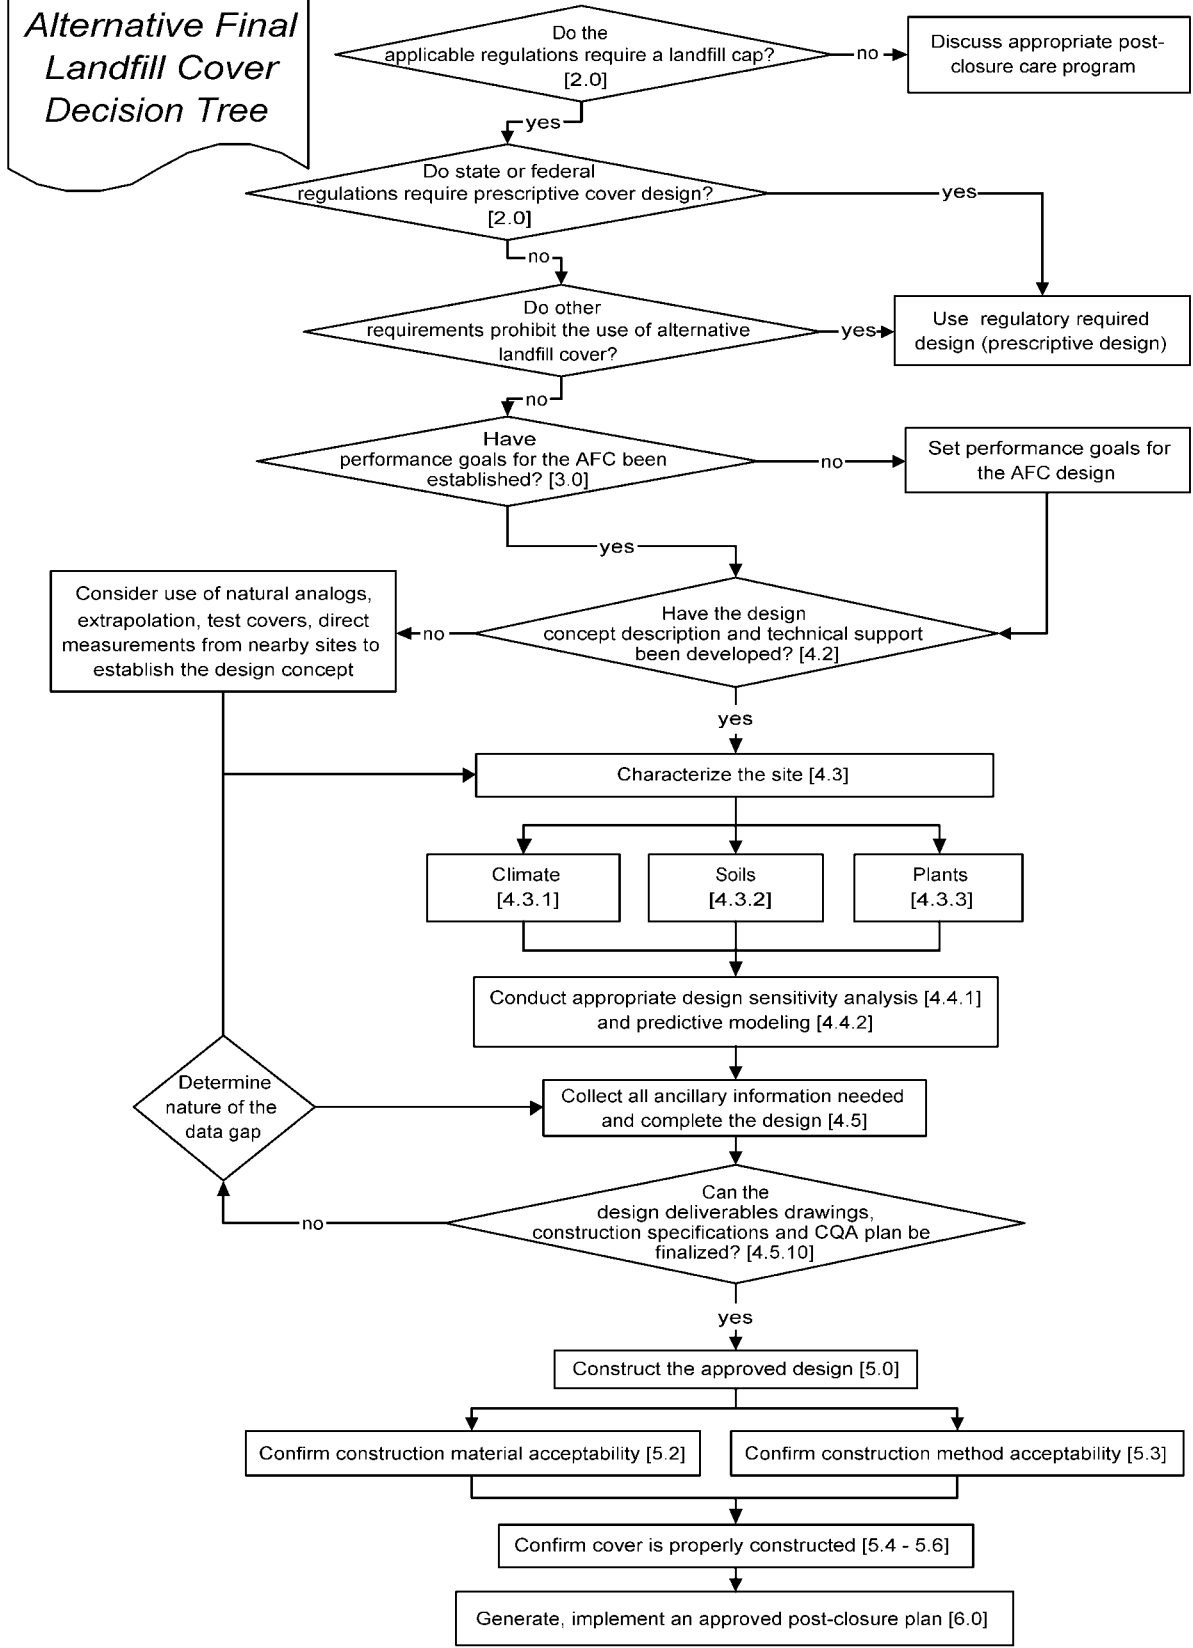 Alternative Final
Landfill Cover
Decision Tree
Do the
applicable regulations require a landfill cap?
[2.0]
no
Discuss appropriate post-
closure care program
yes
Do state or federal
regulations require prescriptive cover design?
[2.0]
yes
no
Do other
requirements prohibit the use of alternative
landfill cover?
yes
Use regulatory required
design (prescriptive design)
no
Have
performance goals for the AFC been
established? [3.0]
no
Set performance goals for
the AFC design
yes
Consider use of natural analogs,
extrapolation, test covers, direct
measurements from nearby sites to
establish the design concept
no
Have the design
concept description and technical support
been developed? [4.2]
yes
Characterize the site [4.3]
Climate
[4.3.1]
Soils
[4.3.2]
Plants
[4.3.3]
Conduct appropriate design sensitivity analysis [4.4.1]
and predictive modeling [4.4.2]
Determine
nature of the
data gap
Collect all ancillary information needed
and complete the design [4.5]
Can the
design deliverables drawings,
construction specifications and CQA plan be
finalized? [4.5.10]
no
yes
Construct the approved design [5.0]
Confirm construction material acceptability [5.2]
Confirm construction method acceptability [5.3]
Confirm cover is properly constructed [5.4 - 5.6]
Generate, implement an approved post-closure plan [6.0]